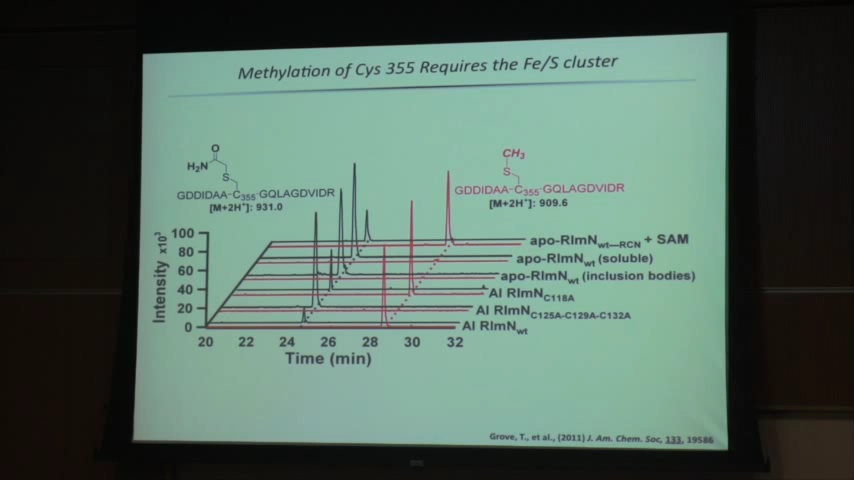 Methylation of Cys 355 Requires the Fe/S cluster
O
H₂N
S
GDDIDAA-C₃₅₅-GQLAGDVIDR
[M+2H⁺]: 931.0
CH₃
S
GDDIDAA-C₃₅₅-GQLAGDVIDR
[M+2H⁺]: 909.6
Intensity x10³
100
80
60
40
20
0
20 22 24 26 28 30 32
Time (min)
apo-RlmN_wt—RCN + SAM
apo-RlmN_wt (soluble)
apo-RlmN_wt (inclusion bodies)
AI RlmN_C118A
AI RlmN_C125A-C129A-C132A
AI RlmN_wt
Grove, T., et al., (2011) J. Am. Chem. Soc, 133, 19586